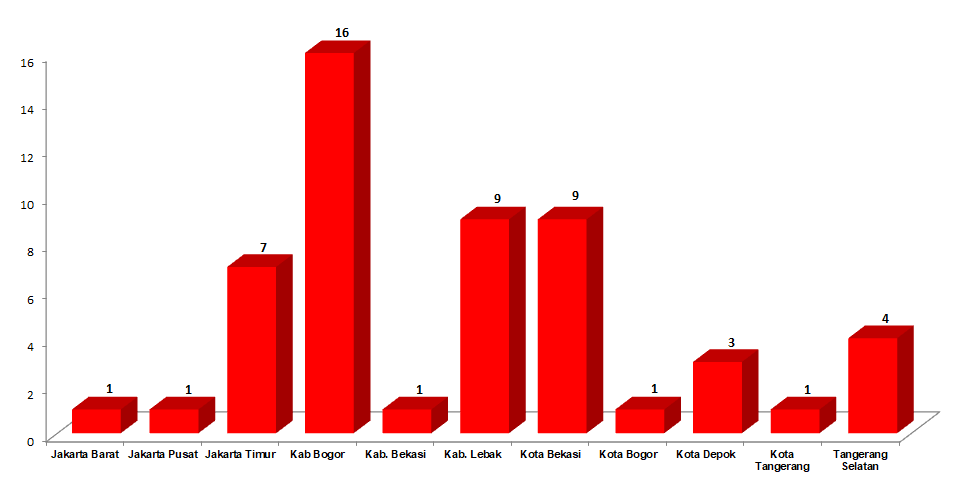 16
16
14
12
10
8
6
4
2
0
1
1
7
1
9
9
1
3
1
4
Jakarta Barat
Jakarta Pusat
Jakarta Timur
Kab Bogor
Kab. Bekasi
Kab. Lebak
Kota Bekasi
Kota Bogor
Kota Depok
Kota
Tangerang
Tangerang
Selatan